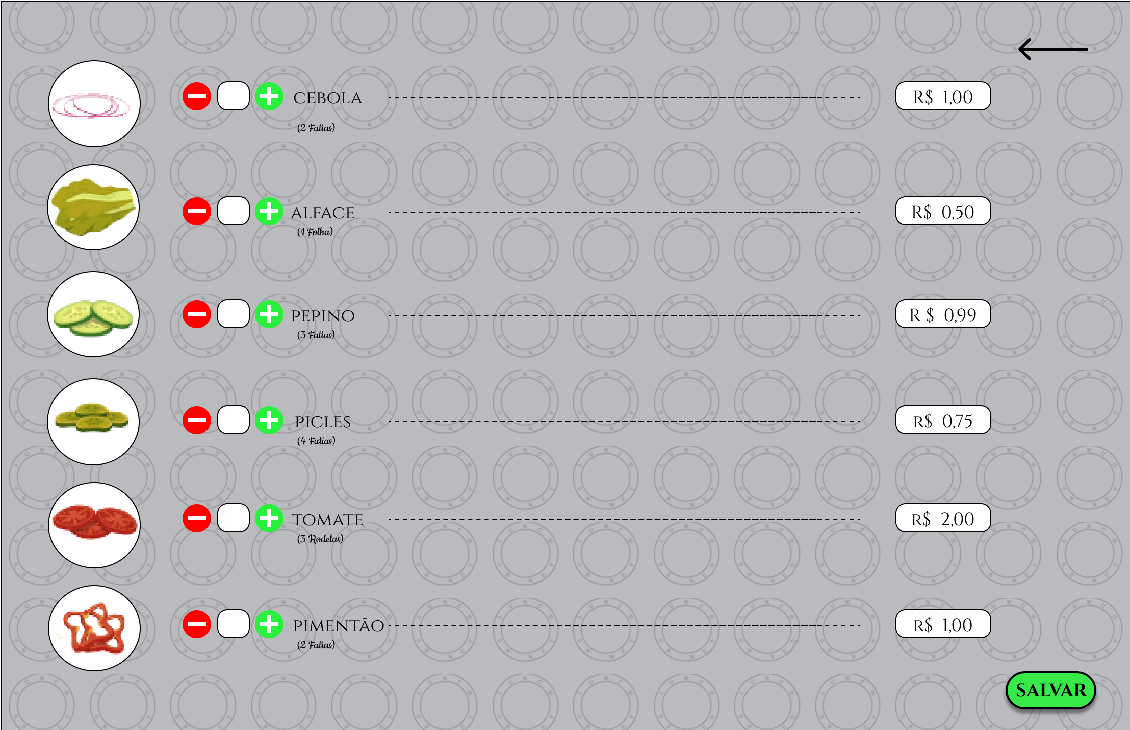 CEBOLA R$ 1,00
(2 Fatias)
ALFACE R$ 0,50
(1 Folha)
PEPINO R $ 0,99
(3 Fatias)
PICLES R$ 0,75
(4 Fatias)
TOMATE R$ 2,00
(3 Rodelas)
PIMENTÃO R$ 1,00
(2 Fatias)
SALVAR